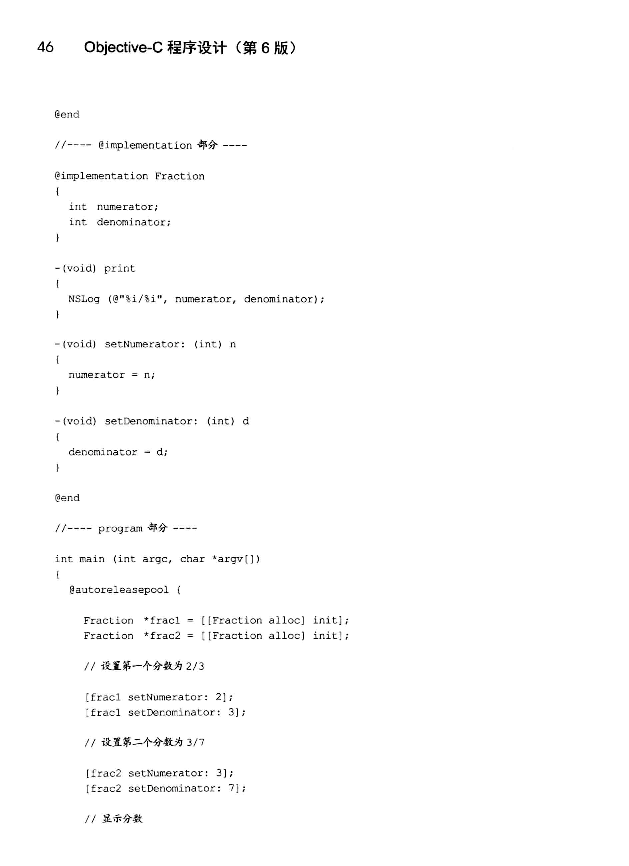 46 Objective-C 程序设计（第 6 版）
@end
//---- @implementation 部分 ----
@implementation Fraction
{
int numerator;
int denominator;
}
-(void) print
{
NSLog (@"%i/%i", numerator, denominator);
}
-(void) setNumerator: (int) n
{
numerator = n;
}
-(void) setDenominator: (int) d
{
denominator = d;
}
@end
//---- program 部分 ----
int main (int argc, char *argv[])
{
@autoreleasepool {
Fraction *frac1 = [[Fraction alloc] init];
Fraction *frac2 = [[Fraction alloc] init];
// 设置第一个分数为 2/3
[frac1 setNumerator: 2];
[frac1 setDenominator: 3];
// 设置第二个分数为 3/7
[frac2 setNumerator: 3];
[frac2 setDenominator: 7];
// 显示分数